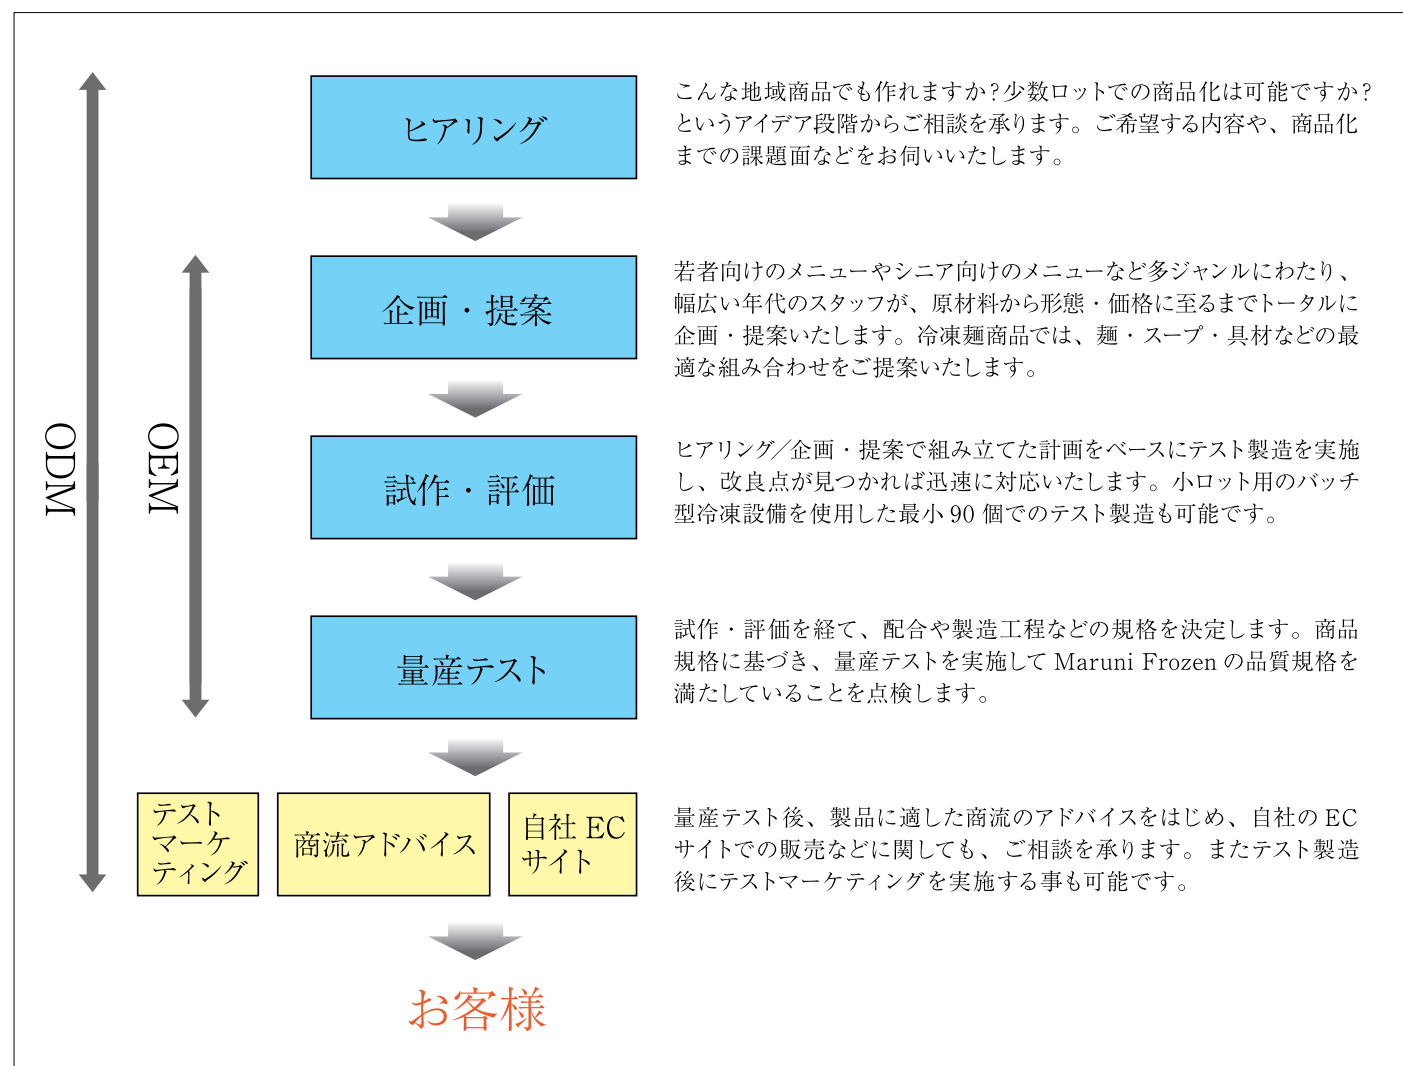 ODM
OEM
ヒアリング
こんな地域商品でも作れますか?少数ロットでの商品化は可能ですか?
というアイデア段階からご相談を承ります。ご希望する内容や、商品化
までの課題面などをお伺いいたします。
企画・提案
若者向けのメニューやシニア向けのメニューなど多ジャンルにわたり、
幅広い年代のスタッフが、原材料から形態・価格に至るまでトータルに
企画・提案いたします。冷凍麺商品では、麺・スープ・具材などの最
適な組み合わせをご提案いたします。
試作・評価
ヒアリング/企画・提案で組み立てた計画をベースにテスト製造を実施
し、改良点が見つかれば迅速に対応いたします。小ロット用のバッチ
型冷凍設備を使用した最小 90 個でのテスト製造も可能です。
量産テスト
試作・評価を経て、配合や製造工程などの規格を決定します。商品
規格に基づき、量産テストを実施して Maruni Frozen の品質規格を
満たしていることを点検します。
テスト
マーケ
ティング
商流アドバイス
自社 EC
サイト
量産テスト後、製品に適した商流のアドバイスをはじめ、自社の EC
サイトでの販売などに関しても、ご相談を承ります。またテスト製造
後にテストマーケティングを実施する事も可能です。
お客様